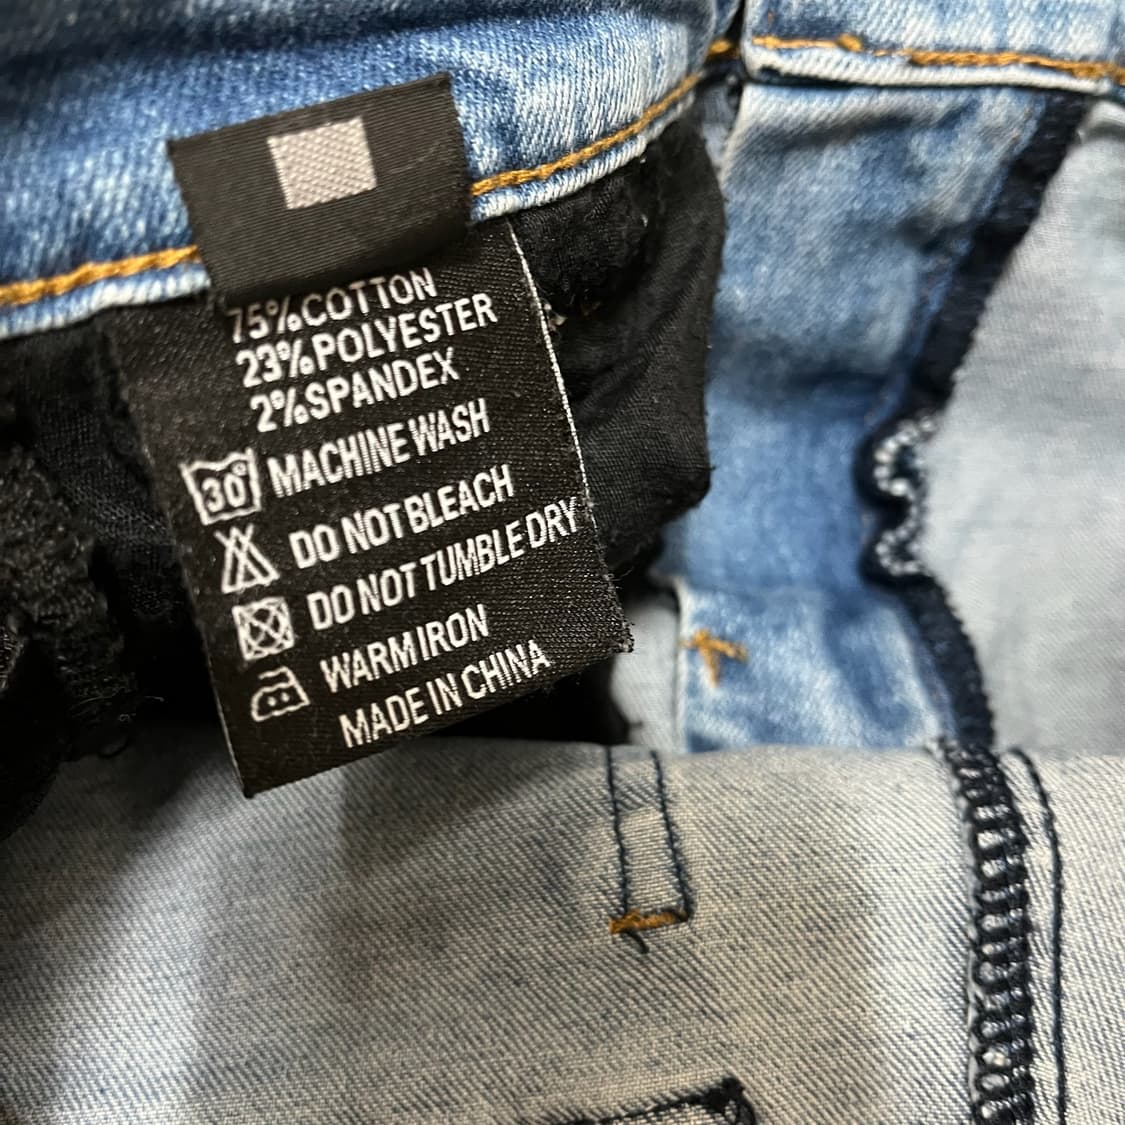 75%COTTON
23%POLYESTER
2%SPANDEX
30° MACHINE WASH
DO NOT BLEACH
DO NOT TUMBLE DRY
WARM IRON
MADE IN CHINA